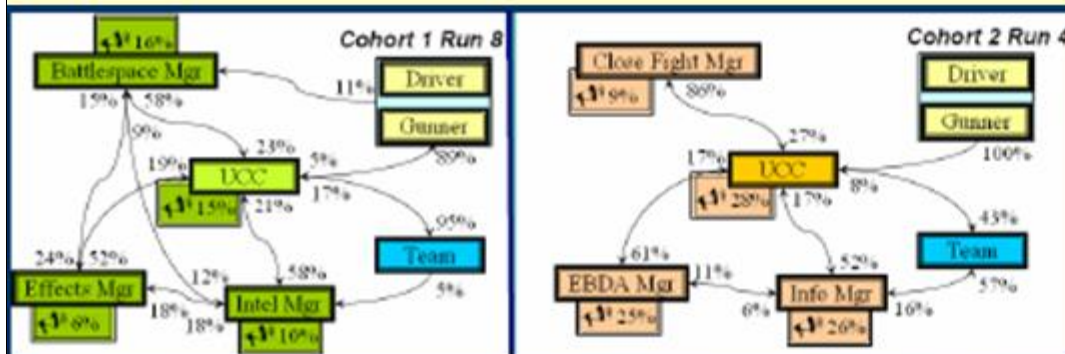 16%
Cohort 1 Run 8
Battlespace Mgr
Driver
11%
15%
58%
Gunner
9%
89%
23%
5%
19%
UCC
17%
15%
21%
95%
Team
24%
52%
12%
58%
5%
Effects Mgr
18%
18%
Intel Mgr
6%
10%
Cohort 2 Run 4
Close Fight Mgr
Driver
9%
86%
Gunner
27%
100%
17%
UCC
8%
28%
17%
43%
Team
61%
52%
57%
EBDA Mgr
11%
6%
Info Mgr
16%
25%
26%